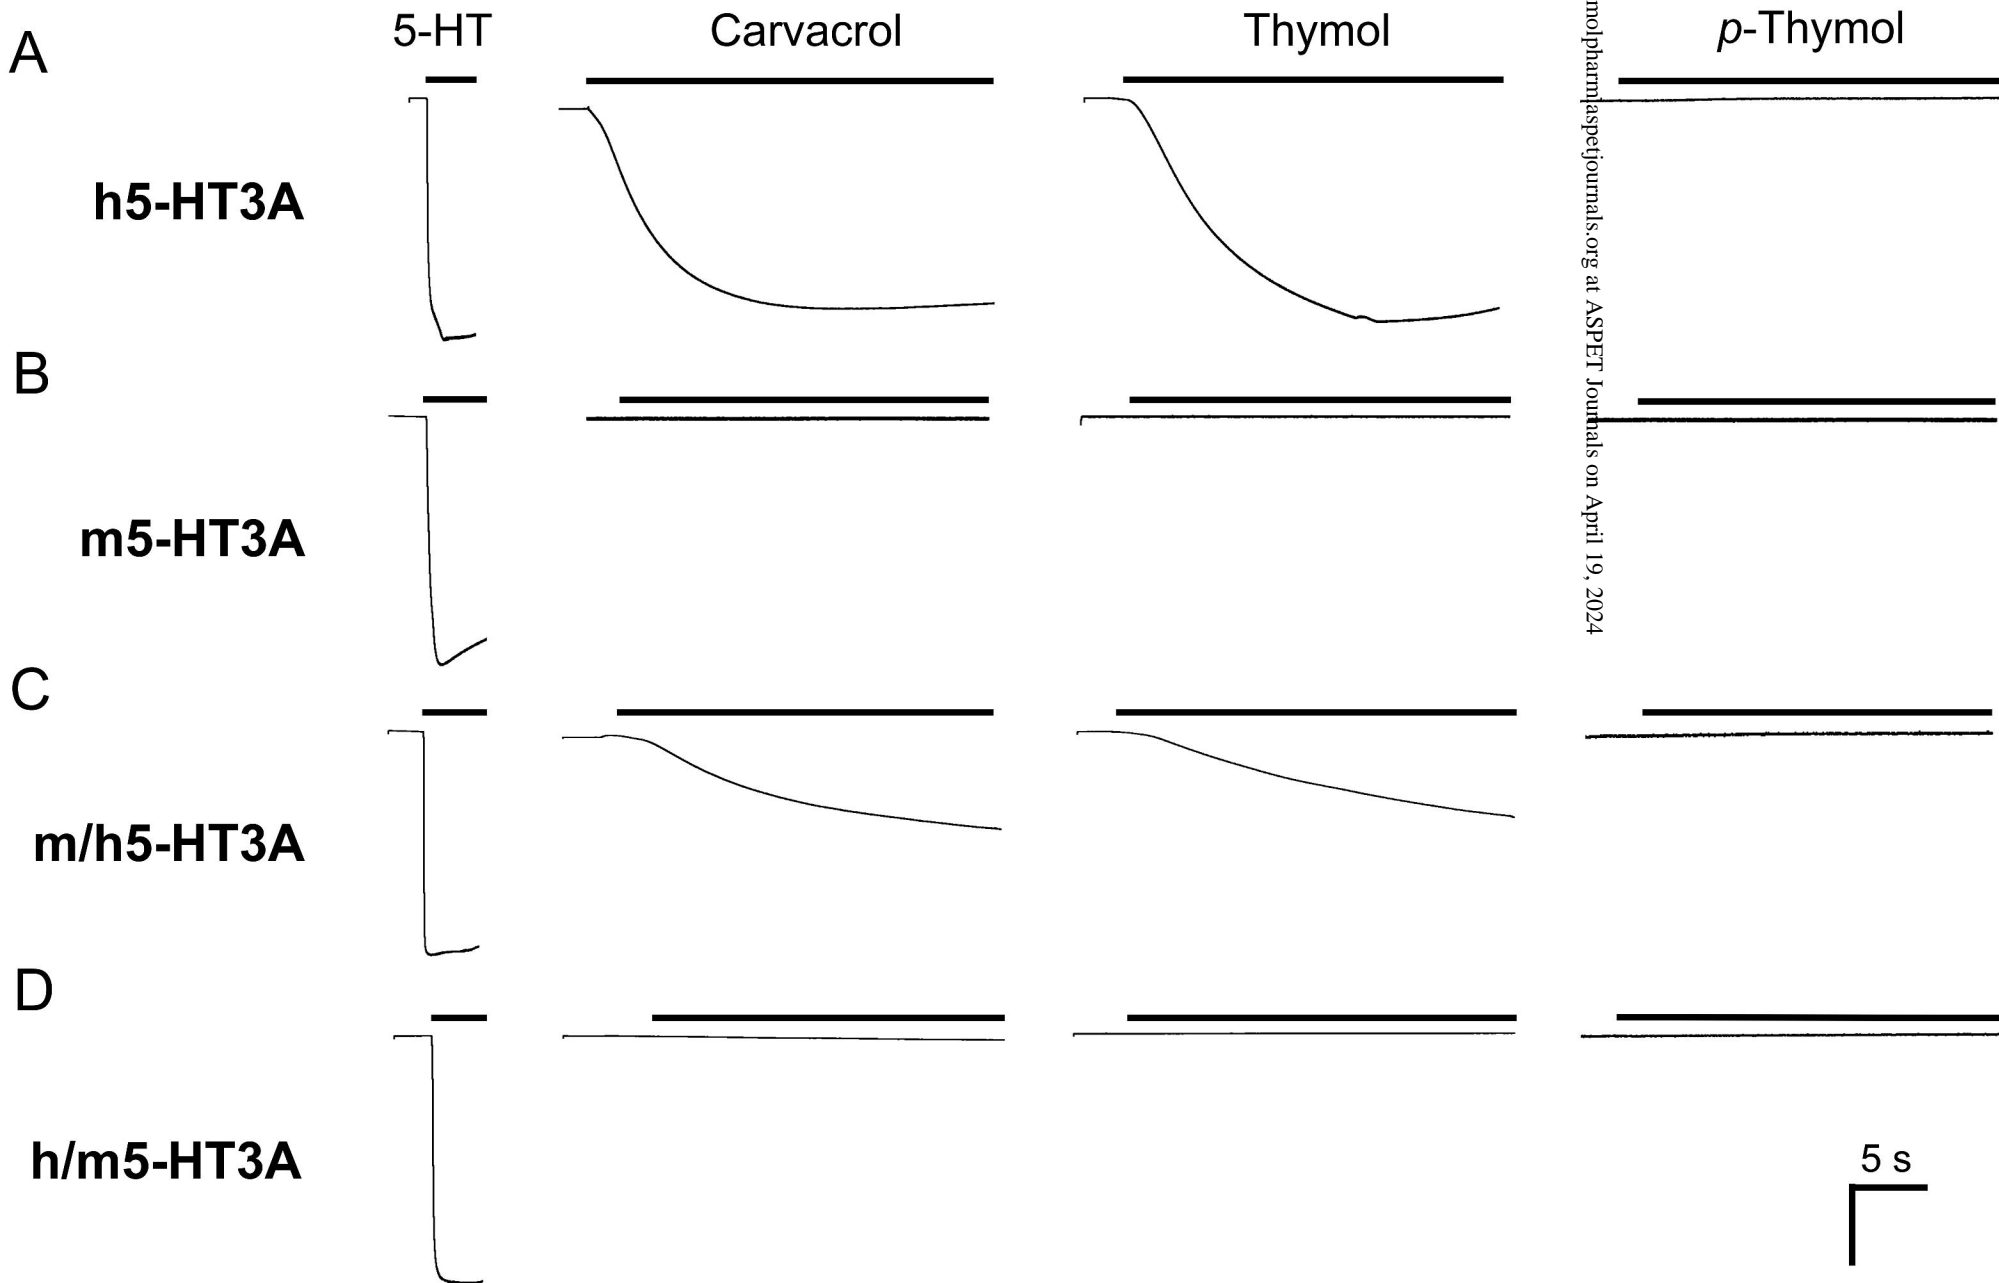 A
5-HT
Carvacrol
Thymol
p-Thymol
h5-HT3A
B
m5-HT3A
C
m/h5-HT3A
D
h/m5-HT3A
5 s
molpharm.aspetjournals.org at ASPET Journals on April 19, 2024